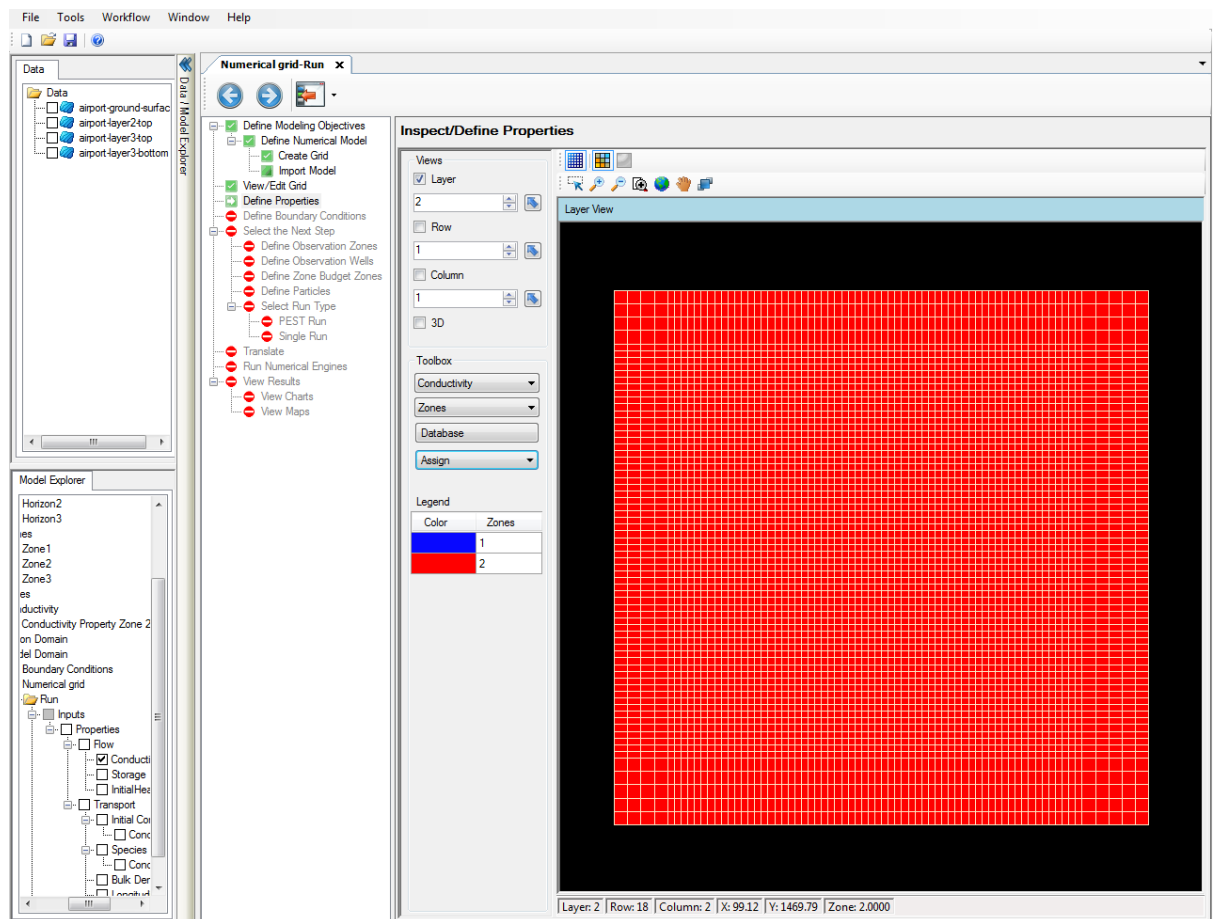 File Tools Workflow Window Help
Data
Data
airport-ground-surfac
airport-layer2-top
airport-layer3-top
airport-layer3-bottom
Data / Model Explorer
Model Explorer
Horizon2
Horizon3
nes
Zone1
Zone2
Zone3
es
ductivity
Conductivity Property Zone 2
on Domain
del Domain
Boundary Conditions
Numerical grid
Run
Inputs
Properties
Flow
Conducti
Storage
InitialHea
Transport
Initial Cor
Conc
Species
Conc
Bulk Der
Longitud
Numerical grid-Run x
Define Modeling Objectives
Define Numerical Model
Create Grid
Import Model
View/Edit Grid
Define Properties
Define Boundary Conditions
Select the Next Step
Define Observation Zones
Define Observation Wells
Define Zone Budget Zones
Define Particles
Select Run Type
PEST Run
Single Run
Translate
Run Numerical Engines
View Results
View Charts
View Maps
Inspect/Define Properties
Views
Layer
2
Row
1
Column
1
3D
Toolbox
Conductivity
Zones
Database
Assign
Legend
Color Zones
1
2
Layer View
Layer: 2 Row: 18 Column: 2 X: 99.12 Y: 1469.79 Zone: 2.0000